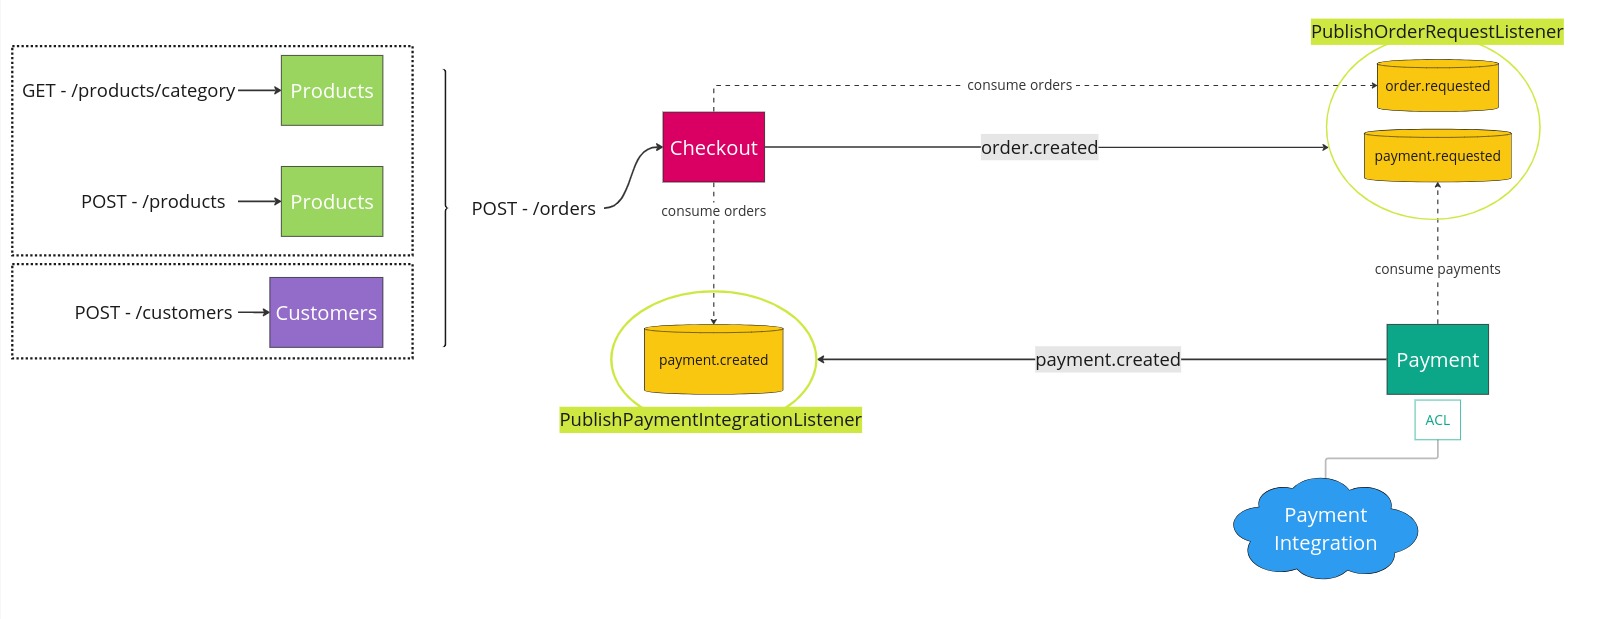 PublishOrderRequestListener
GET - /products/category
Products
consume orders
order.requested
POST - /products
Products
Checkout
order.created
payment.requested
POST - /orders
consume orders
POST - /customers
Customers
consume payments
payment.created
payment.created
Payment
PublishPaymentIntegrationListener
ACL
Payment
Integration